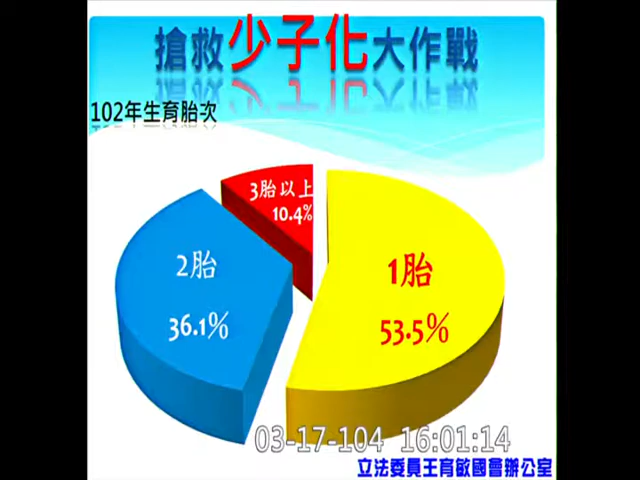 搶救少子化大作戰
102年生育胎次
3胎以上
10.4%
2胎
36.1%
1胎
53.5%
03-17-104 16:01:14
立法委員王育敏國會辦公室